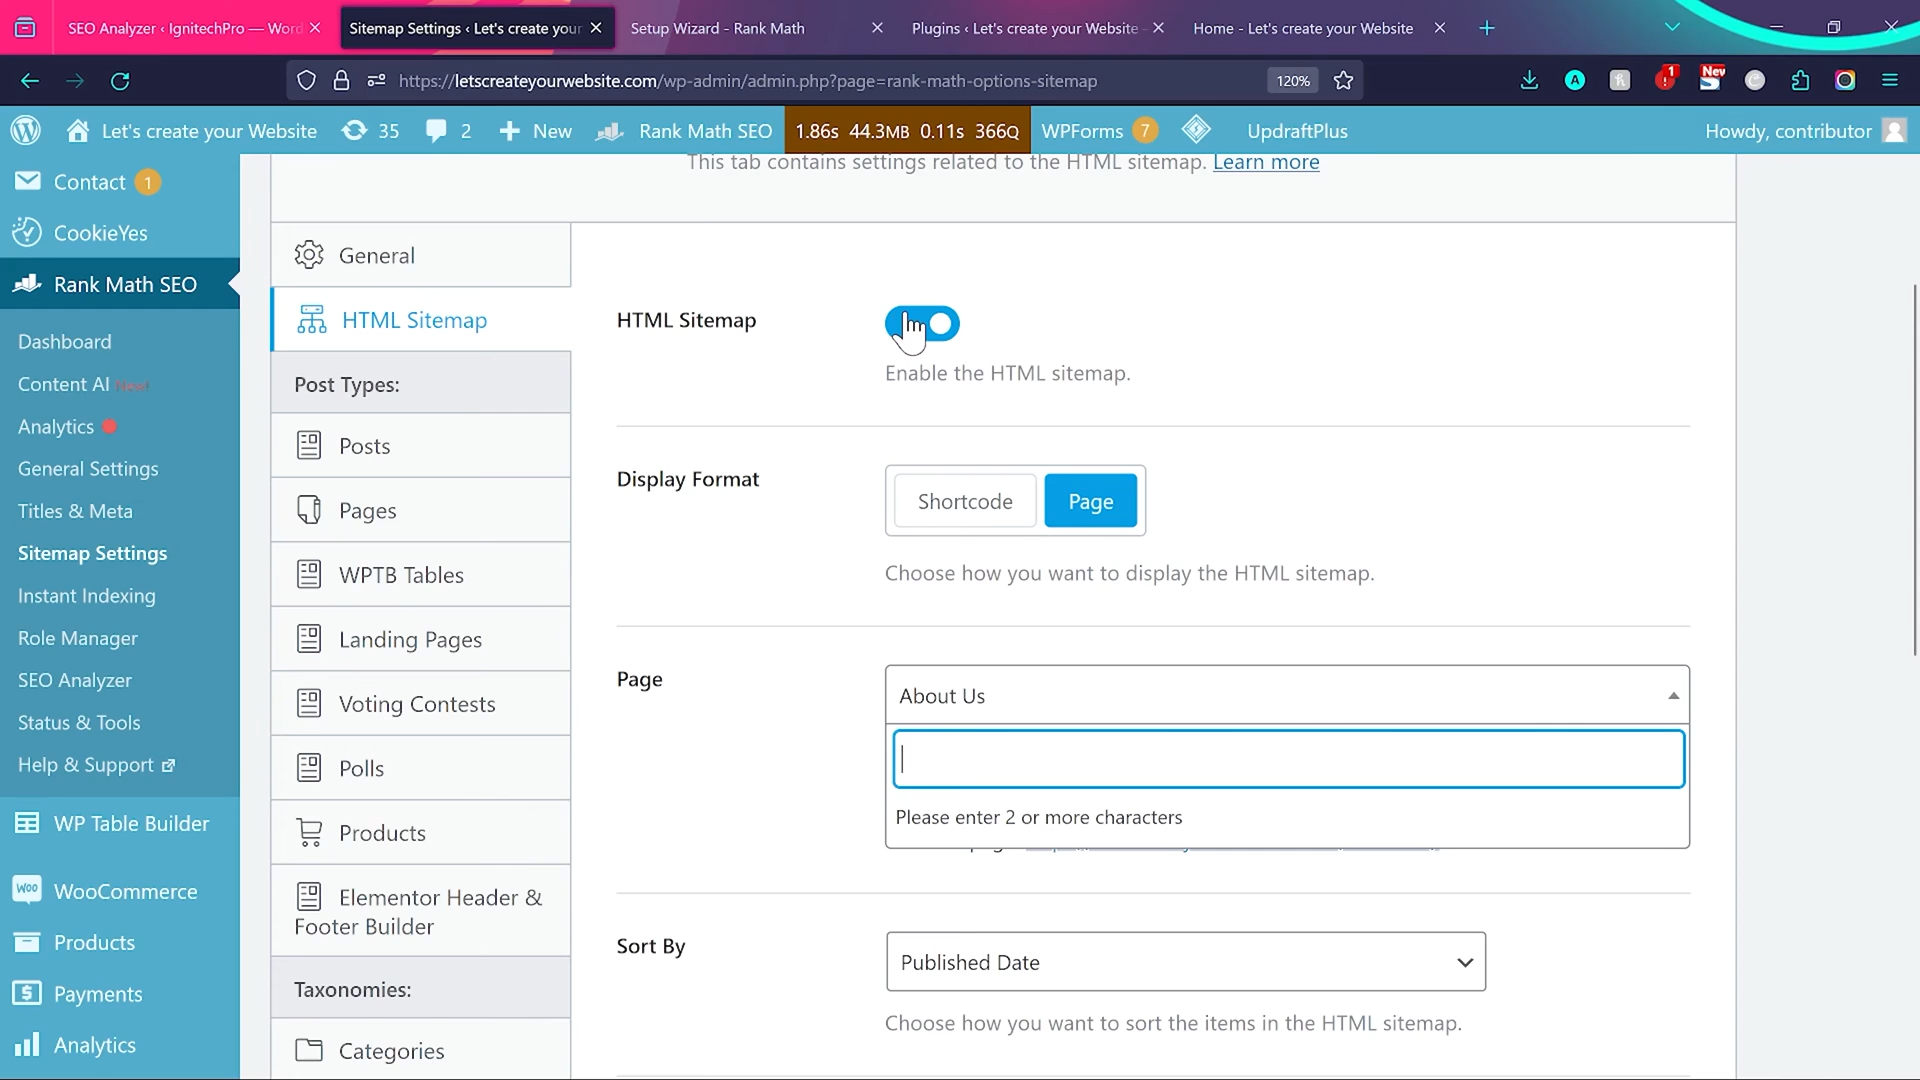 SEO Analyzer ‹ IgnitechPro — Word
Sitemap Settings ‹ Let's create your
Setup Wizard - Rank Math
Plugins ‹ Let's create your Website -
Home - Let's create your Website
https://letscreateyourwebsite.com/wp-admin/admin.php?page=rank-math-options-sitemap
120%
A
1
New
Let's create your Website
35
2
New
Rank Math SEO
1.86s 44.3MB 0.11s 366Q
WPForms 7
UpdraftPlus
Howdy, contributor
Contact 1
CookieYes
Rank Math SEO
Dashboard
Content AI New!
Analytics
General Settings
Titles & Meta
Sitemap Settings
Instant Indexing
Role Manager
SEO Analyzer
Status & Tools
Help & Support
WP Table Builder
WooCommerce
Products
Payments
Analytics
This tab contains settings related to the HTML sitemap. Learn more
General
HTML Sitemap
Post Types:
Posts
Pages
WPTB Tables
Landing Pages
Voting Contests
Polls
Products
Elementor Header &
Footer Builder
Taxonomies:
Categories
HTML Sitemap
Enable the HTML sitemap.
Display Format
Shortcode
Page
Choose how you want to display the HTML sitemap.
Page
About Us
Please enter 2 or more characters
Sort By
Published Date
Choose how you want to sort the items in the HTML sitemap.